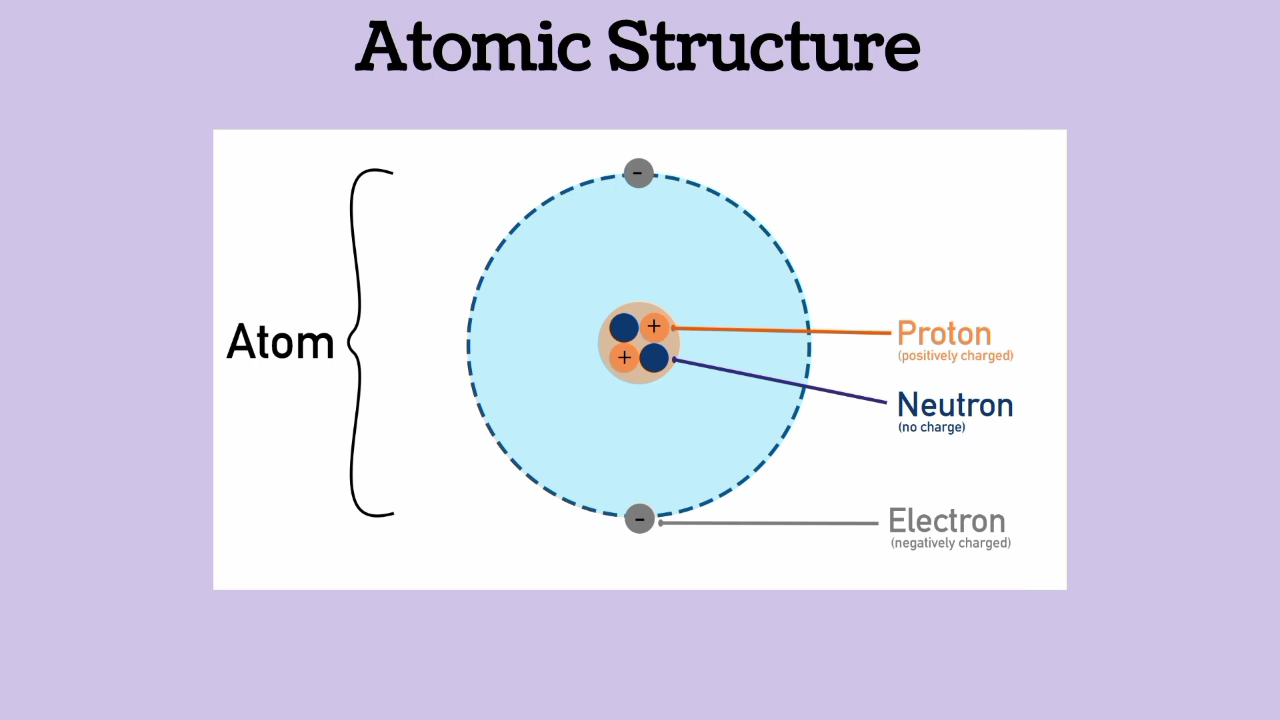 Atomic Structure
-
Atom
+
+
Proton
(positively charged)
Neutron
(no charge)
-
Electron
(negatively charged)